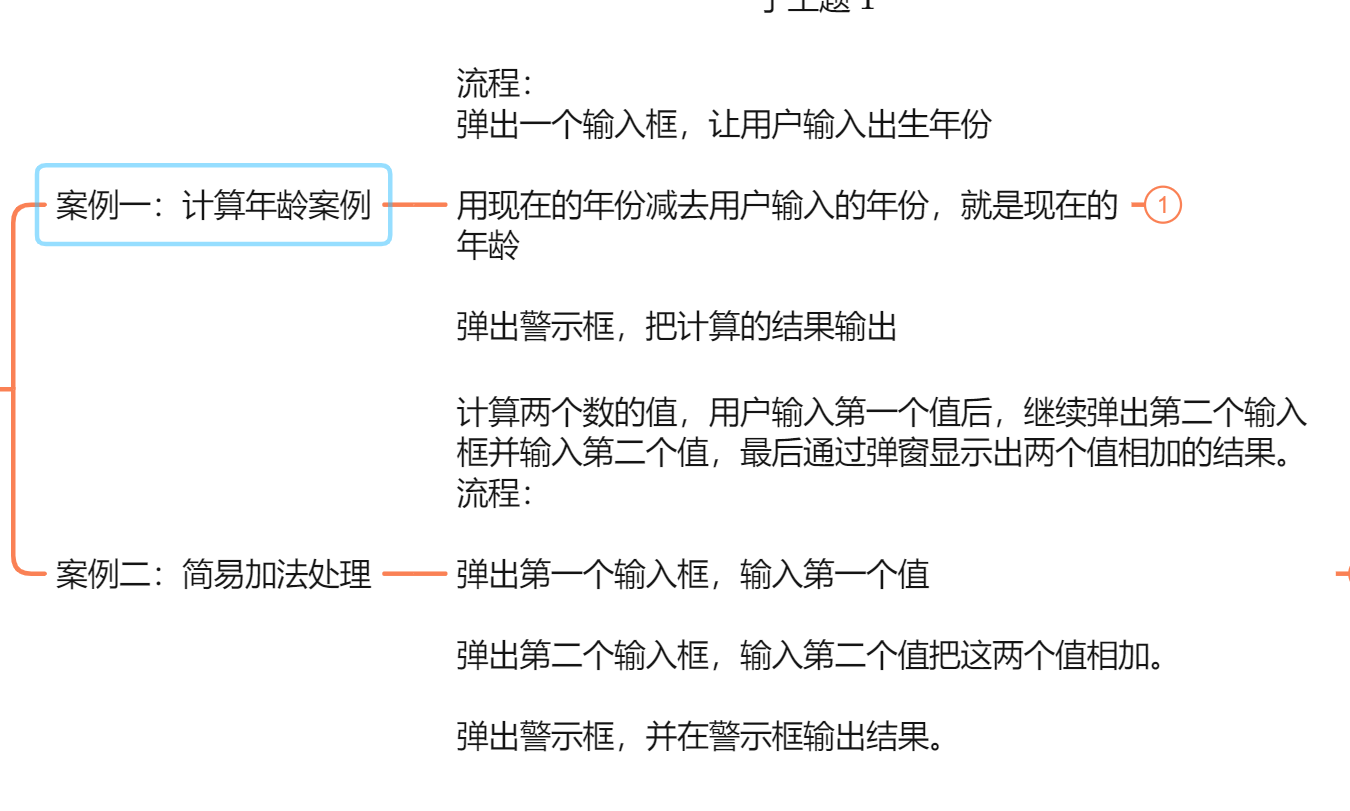 子主题 1
流程：
弹出一个输入框，让用户输入出生年份
案例一：计算年龄案例
用现在的年份减去用户输入的年份，就是现在的
1
年龄
弹出警示框，把计算的结果输出
计算两个数的值，用户输入第一个值后，继续弹出第二个输入
框并输入第二个值，最后通过弹窗显示出两个值相加的结果。
流程：
案例二：简易加法处理
弹出第一个输入框，输入第一个值
弹出第二个输入框，输入第二个值把这两个值相加。
弹出警示框，并在警示框输出结果。